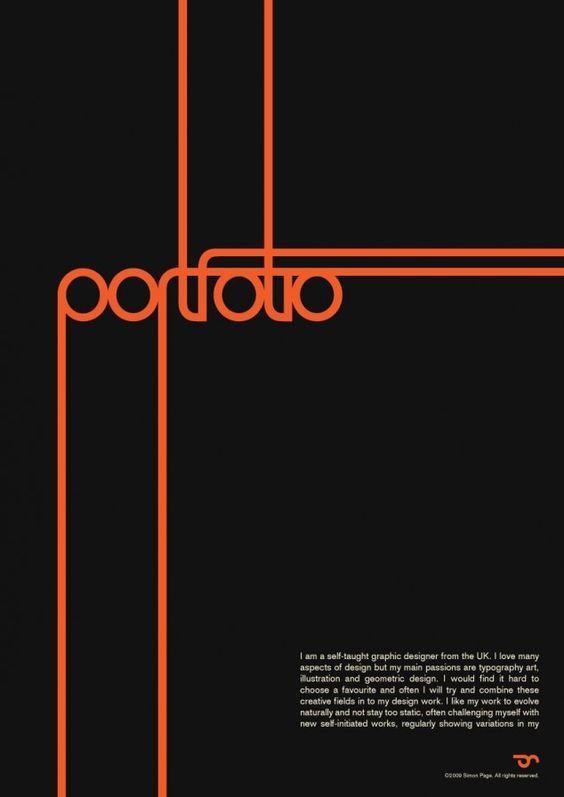 portfolio
I am a self-taught graphic designer from the UK. I love many
aspects of design but my main passions are typography art,
illustration and geometric design. I would find it hard to
choose a favourite and often I will try and combine these
creative fields in to my design work. I like my work to evolve
naturally and not stay too static, often challenging myself with
new self-initiated works, regularly showing variations in my
©2009 Simon Page. All rights reserved.